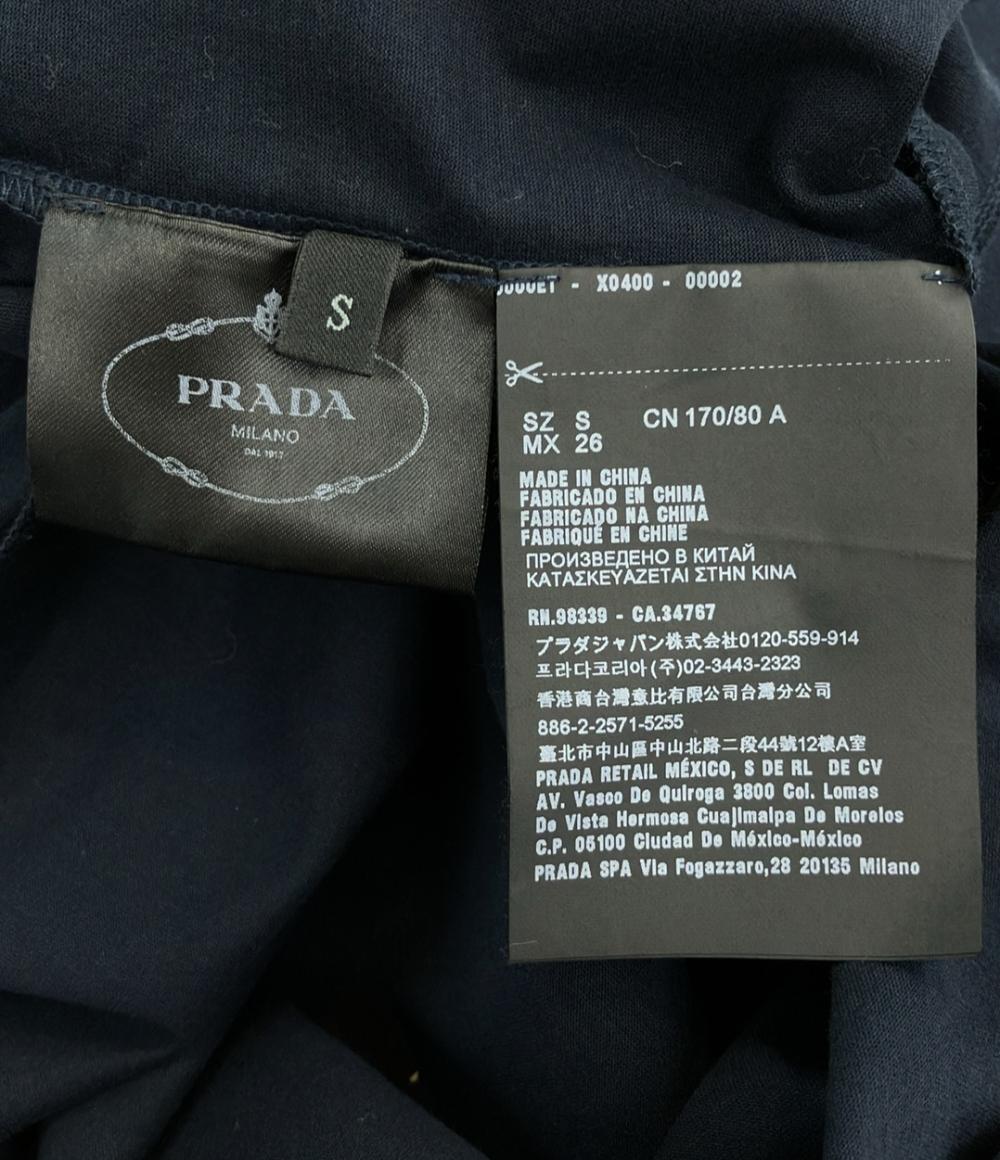 S
PRADA
MILANO
DAL 1913
- X0400 - 00002
SZ S CN 170/80 A
MX 26
MADE IN CHINA
FABRICADO EN CHINA
FABRICADO NA CHINA
FABRIQUÉ EN CHINE
ПРОИЗВЕДЕНО В КИТАЙ
ΚΑΤΑΣΚΕΥΑΖΕΤΑΙ ΣΤΗΝ ΚΙΝΑ
RN.98339 - CA.34767
プラダジャパン株式会社0120-559-914
프라다코리아(주)02-3443-2323
香港商台灣意比有限公司台灣分公司
886-2-2571-5255
臺北市中山區中山北路二段44號12樓A室
PRADA RETAIL MÉXICO, S DE RL DE CV
AV. Vasco De Quiroga 3800 Col. Lomas
De Vista Hermosa Cuajimalpa De Morelos
C.P. 05100 Ciudad De México-México
PRADA SPA Via Fogazzaro,28 20135 Milano